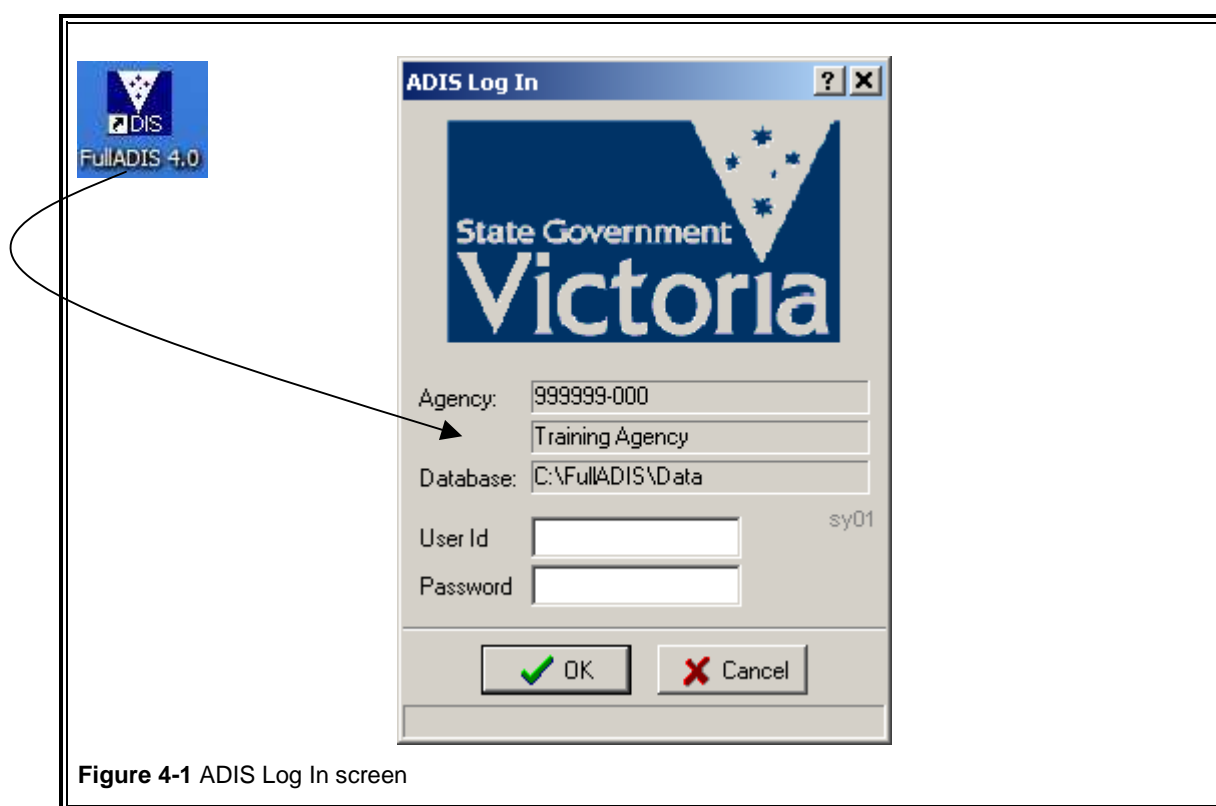 DIS
FullADIS 4.0
ADIS Log In
State Government
Victoria
Agency: 999999-000
Training Agency
Database: C:\FullADIS\Data
sy01
User Id
Password
OK Cancel
Figure 4-1 ADIS Log In screen